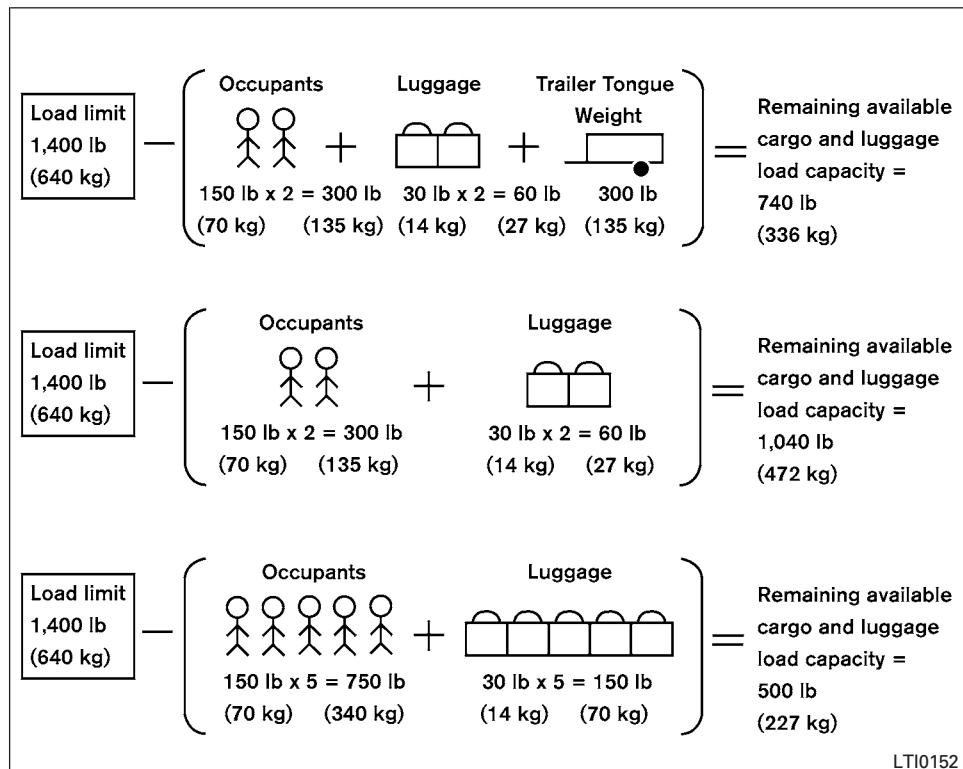 Load limit
1,400 lb
(640 kg)
Occupants
150 lb x 2 = 300 lb
(70 kg) (135 kg)
+
Luggage
30 lb x 2 = 60 lb
(14 kg) (27 kg)
+
Trailer Tongue
Weight
300 lb
(135 kg)
=
Remaining available
cargo and luggage
load capacity =
740 lb
(336 kg)
Load limit
1,400 lb
(640 kg)
Occupants
150 lb x 2 = 300 lb
(70 kg) (135 kg)
+
Luggage
30 lb x 2 = 60 lb
(14 kg) (27 kg)
=
Remaining available
cargo and luggage
load capacity =
1,040 lb
(472 kg)
Load limit
1,400 lb
(640 kg)
Occupants
150 lb x 5 = 750 lb
(70 kg) (340 kg)
+
Luggage
30 lb x 5 = 150 lb
(14 kg) (70 kg)
=
Remaining available
cargo and luggage
load capacity =
500 lb
(227 kg)
LTI0152